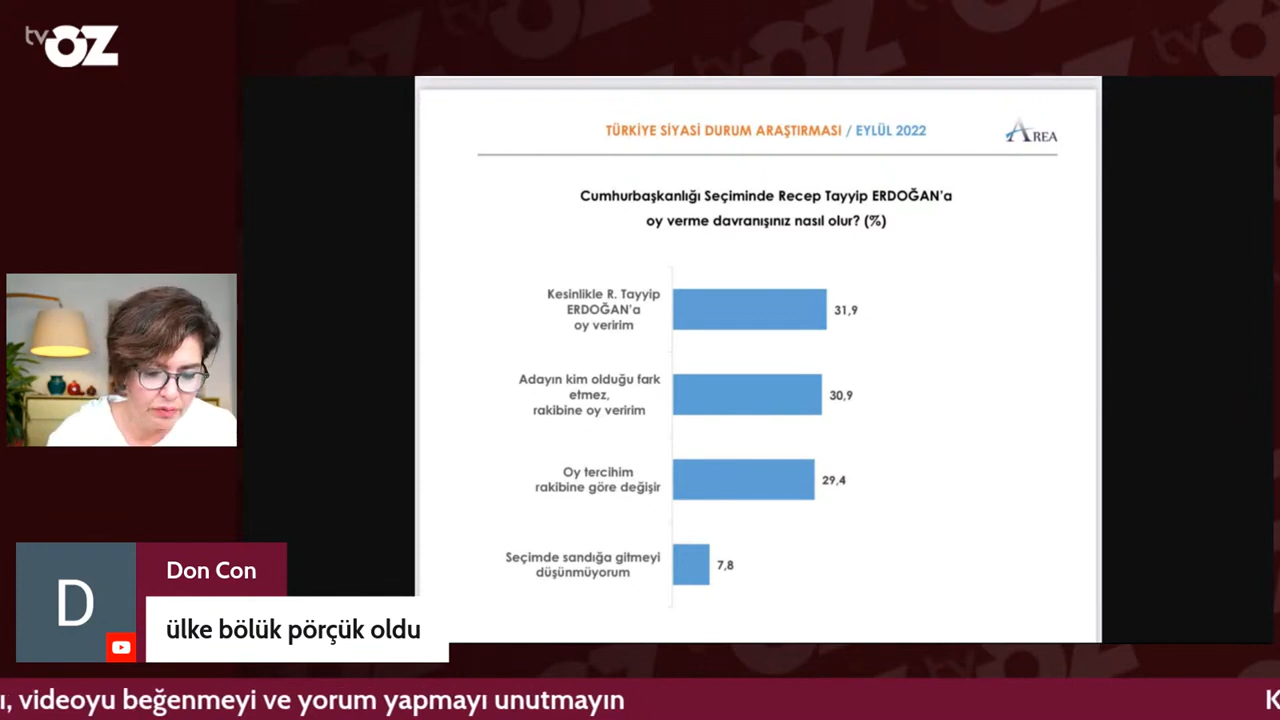 tv ÖZ
TÜRKİYE SİYASİ DURUM ARAŞTIRMASI / EYLÜL 2022
AREA
Cumhurbaşkanlığı Seçiminde Recep Tayyip ERDOĞAN'a
oy verme davranışınız nasıl olur? (%)
Kesinlikle R. Tayyip
ERDOĞAN'a
oy veririm
31,9
Adayın kim olduğu fark
etmez,
rakibine oy veririm
30,9
Oy tercihim
rakibine göre değişir
29,4
Seçimde sandığa gitmeyi
düşünmüyorum
7,8
D
Don Con
ülke bölük pörçük oldu
ı, videoyu beğenmeyi ve yorum yapmayı unutmayın
K